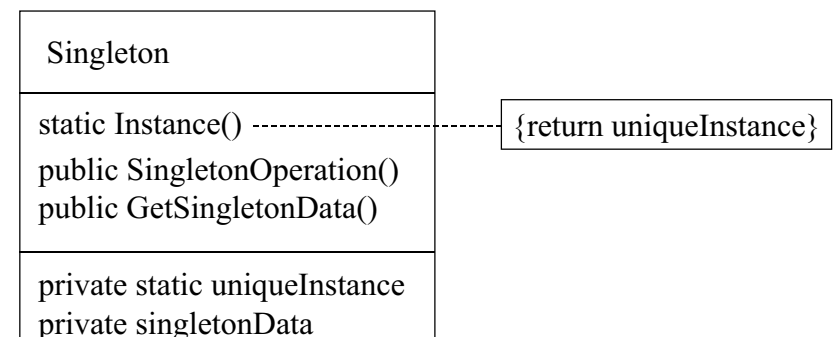 Singleton
static Instance()
{return uniqueInstance}
public SingletonOperation()
public GetSingletonData()
private static uniqueInstance
private singletonData